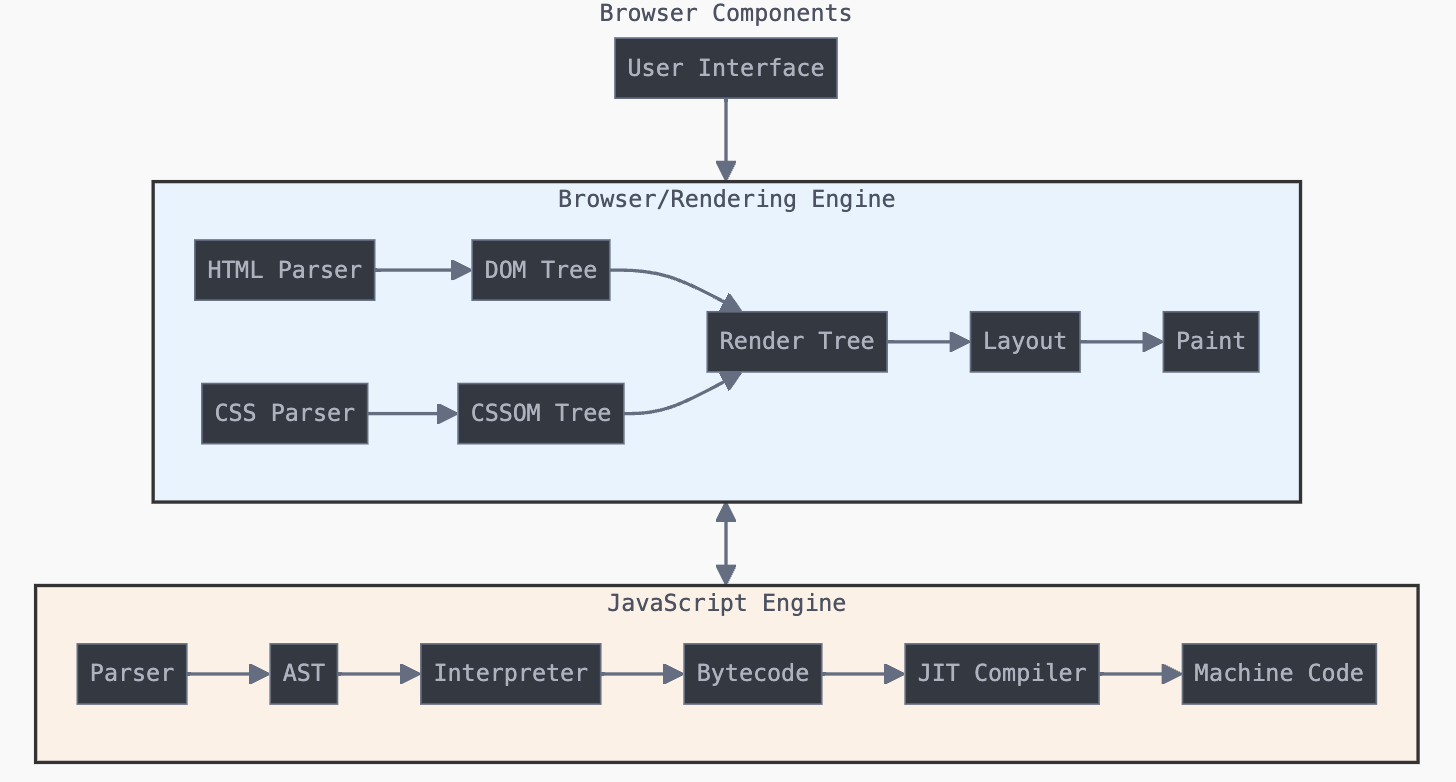 Browser Components
User Interface
Browser/Rendering Engine
HTML Parser
DOM Tree
Render Tree
Layout
Paint
CSS Parser
CSSOM Tree
JavaScript Engine
Parser
AST
Interpreter
Bytecode
JIT Compiler
Machine Code